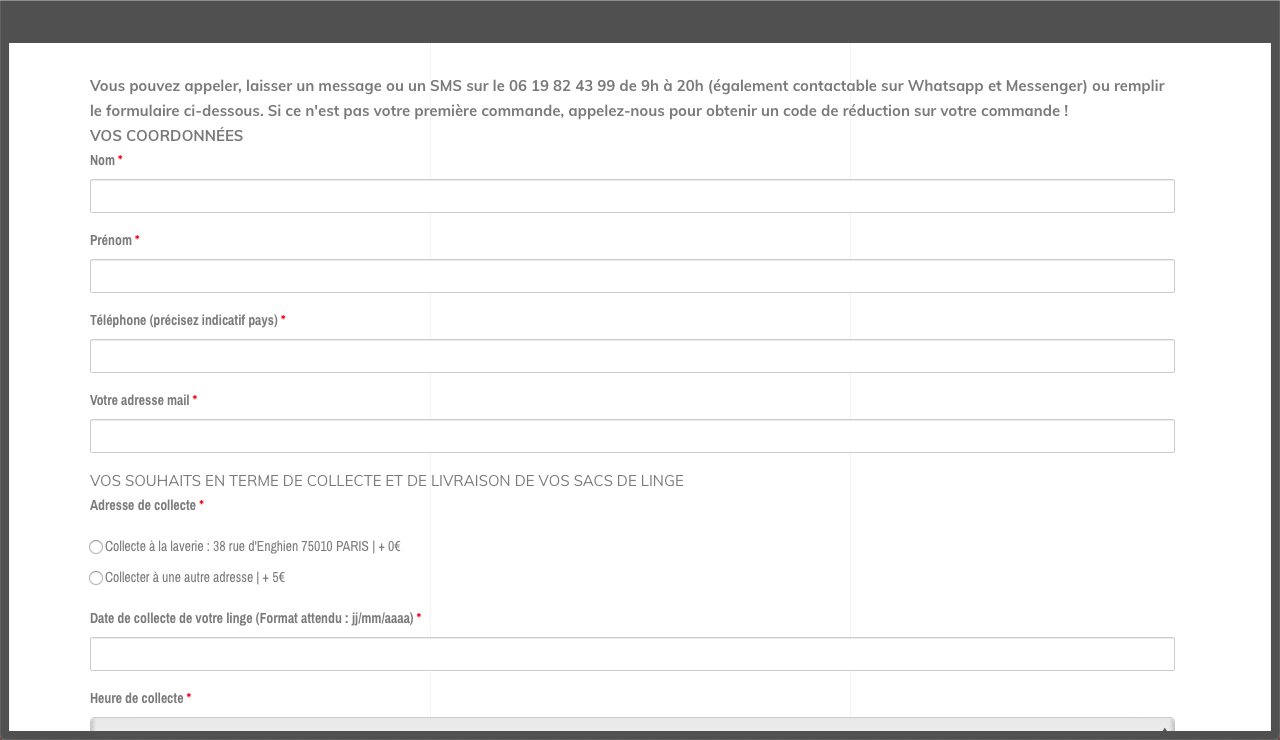 Vous pouvez appeler, laisser un message ou un SMS sur le 06 19 82 43 99 de 9h à 20h (également contactable sur Whatsapp et Messenger) ou remplir
le formulaire ci-dessous. Si ce n'est pas votre première commande, appelez-nous pour obtenir un code de réduction sur votre commande !
VOS COORDONNÉES
Nom *
Prénom *
Téléphone (précisez indicatif pays) *
Votre adresse mail *
VOS SOUHAITS EN TERME DE COLLECTE ET DE LIVRAISON DE VOS SACS DE LINGE
Adresse de collecte *
Collecte à la laverie : 38 rue d'Enghien 75010 PARIS | + 0€
Collecter à une autre adresse | + 5€
Date de collecte de votre linge (Format attendu : jj/mm/aaaa) *
Heure de collecte *